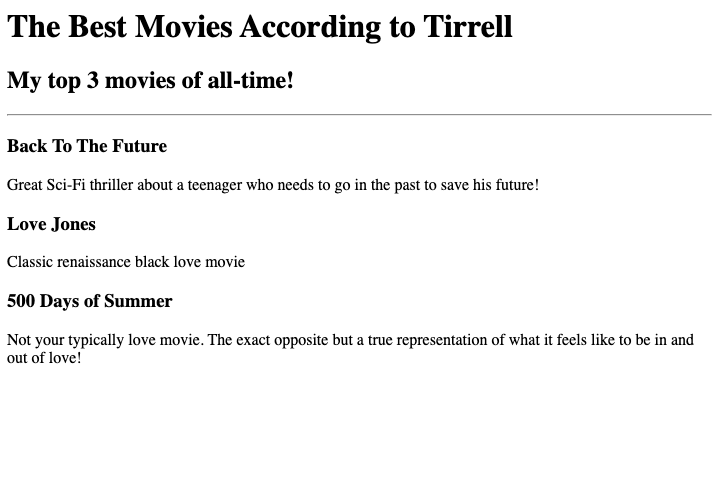 The Best Movies According to Tirrell
My top 3 movies of all-time!
Back To The Future
Great Sci-Fi thriller about a teenager who needs to go in the past to save his future!
Love Jones
Classic renaissance black love movie
500 Days of Summer
Not your typically love movie. The exact opposite but a true representation of what it feels like to be in and
out of love!